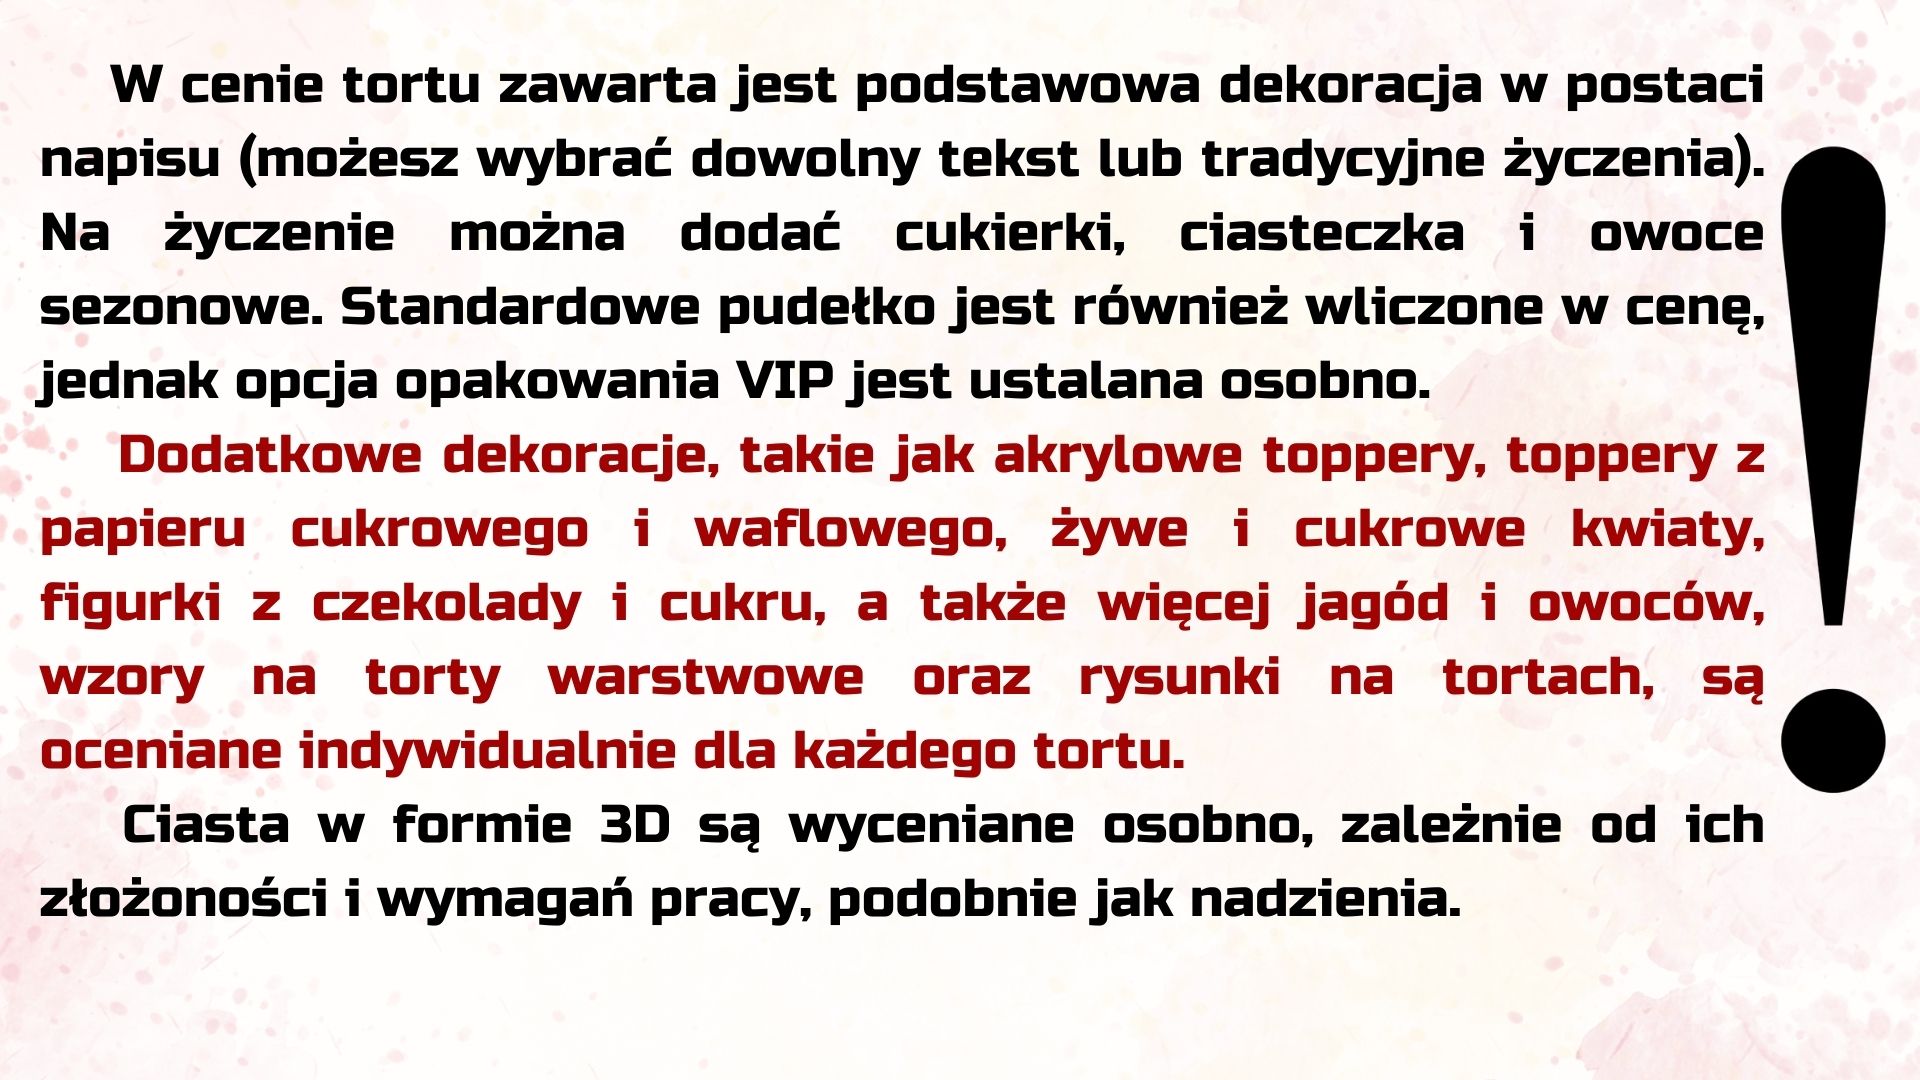 W cenie tortu zawarta jest podstawowa dekoracja w postaci
napisu (możesz wybrać dowolny tekst lub tradycyjne życzenia).
Na życzenie można dodać cukierki, ciasteczka i owoce
sezonowe. Standardowe pudełko jest również wliczone w cenę,
jednak opcja opakowania VIP jest ustalana osobno.
Dodatkowe dekoracje, takie jak akrylowe toppery, toppery z
papieru cukrowego i waflowego, żywe i cukrowe kwiaty,
figurki z czekolady i cukru, a także więcej jagód i owoców,
wzory na torty warstwowe oraz rysunki na tortach, są
oceniane indywidualnie dla każdego tortu.
Ciasta w formie 3D są wyceniane osobno, zależnie od ich
złożoności i wymagań pracy, podobnie jak nadzienia.
!